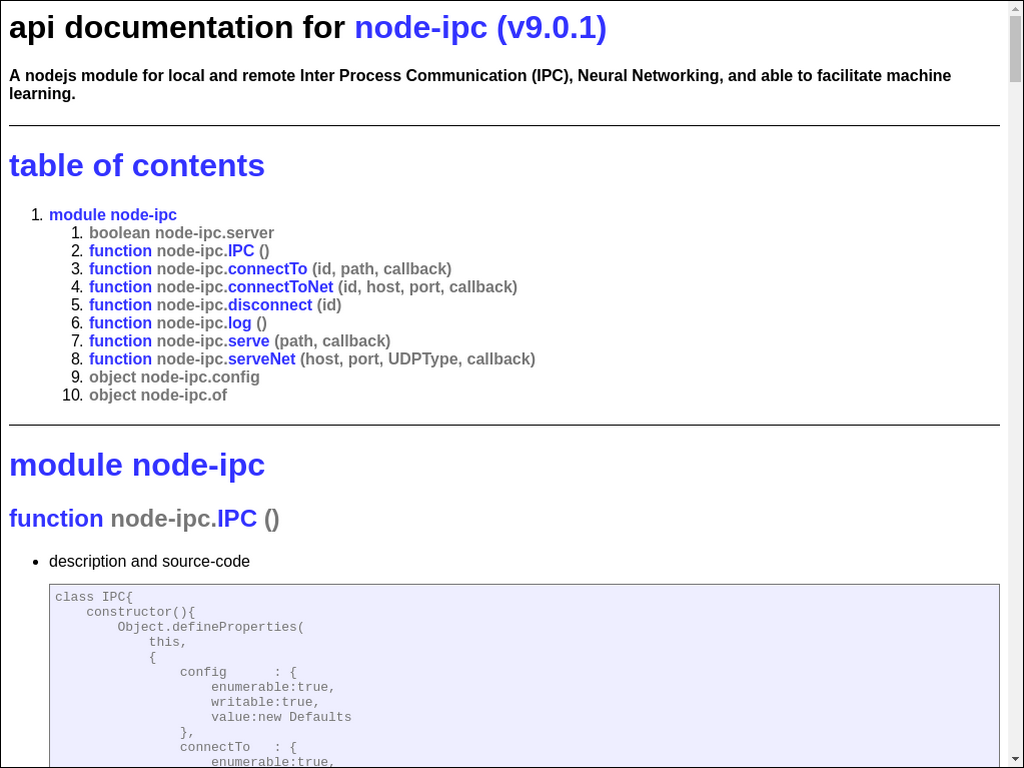 api documentation for node-ipc (v9.0.1)
A nodejs module for local and remote Inter Process Communication (IPC), Neural Networking, and able to facilitate machine
learning.
table of contents
1. module node-ipc
1. boolean node-ipc.server
2. function node-ipc.IPC ()
3. function node-ipc.connectTo (id, path, callback)
4. function node-ipc.connectToNet (id, host, port, callback)
5. function node-ipc.disconnect (id)
6. function node-ipc.log ()
7. function node-ipc.serve (path, callback)
8. function node-ipc.serveNet (host, port, UDPType, callback)
9. object node-ipc.config
10. object node-ipc.of
module node-ipc
function node-ipc.IPC ()
• description and source-code
class IPC{
    constructor(){
        Object.defineProperties(
            this,
            {
                config      : {
                    enumerable:true,
                    writable:true,
                    value:new Defaults
                },
                connectTo   : {
                    enumerable:true,